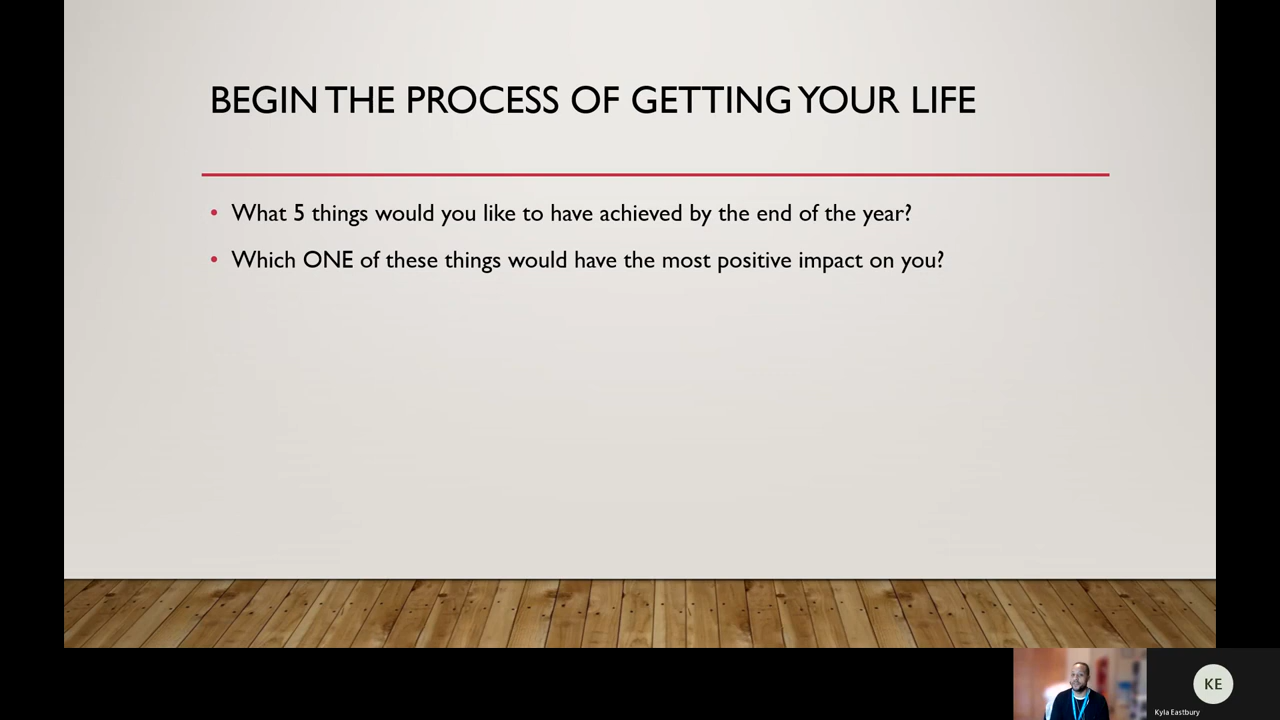 BEGIN THE PROCESS OF GETTING YOUR LIFE
• What 5 things would you like to have achieved by the end of the year?
• Which ONE of these things would have the most positive impact on you?
KE
Kyla Eastbury